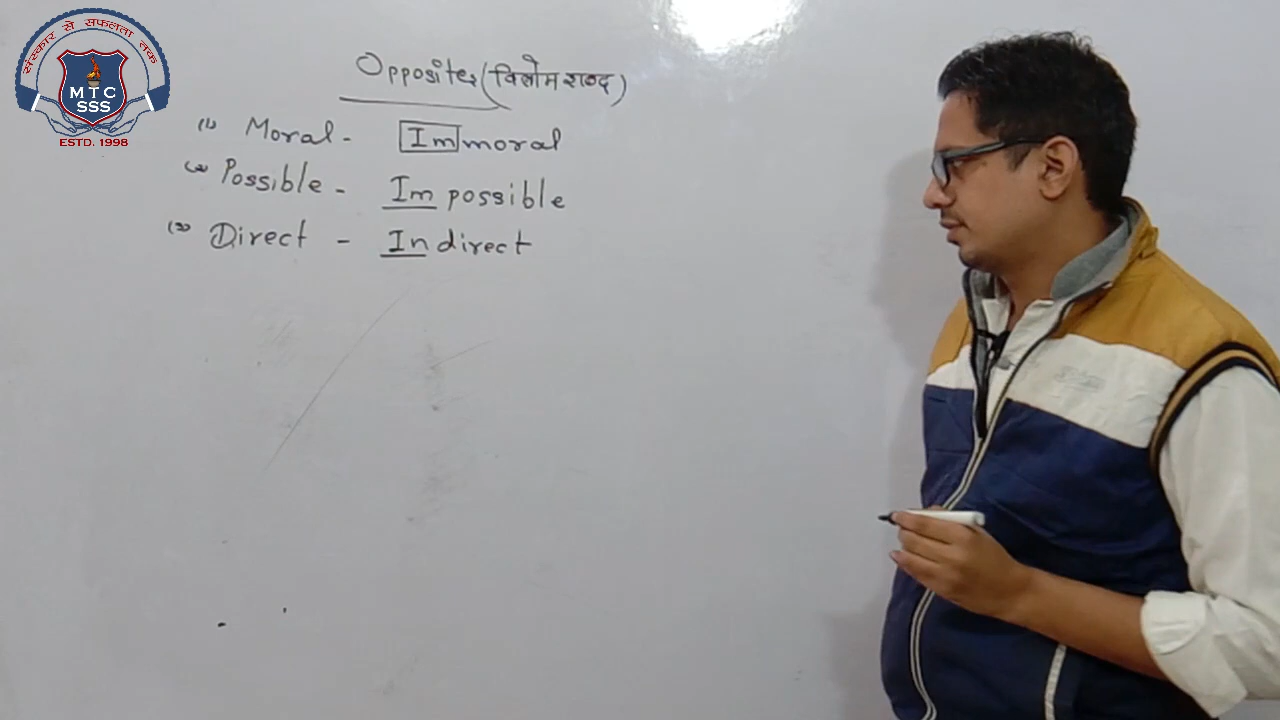 संस्कार से सफलता तक
MTC
SSS
ESTD. 1998
Opposites (विलोम शब्द)
(1) Moral - Immoral
(2) Possible - Impossible
(3) Direct - Indirect